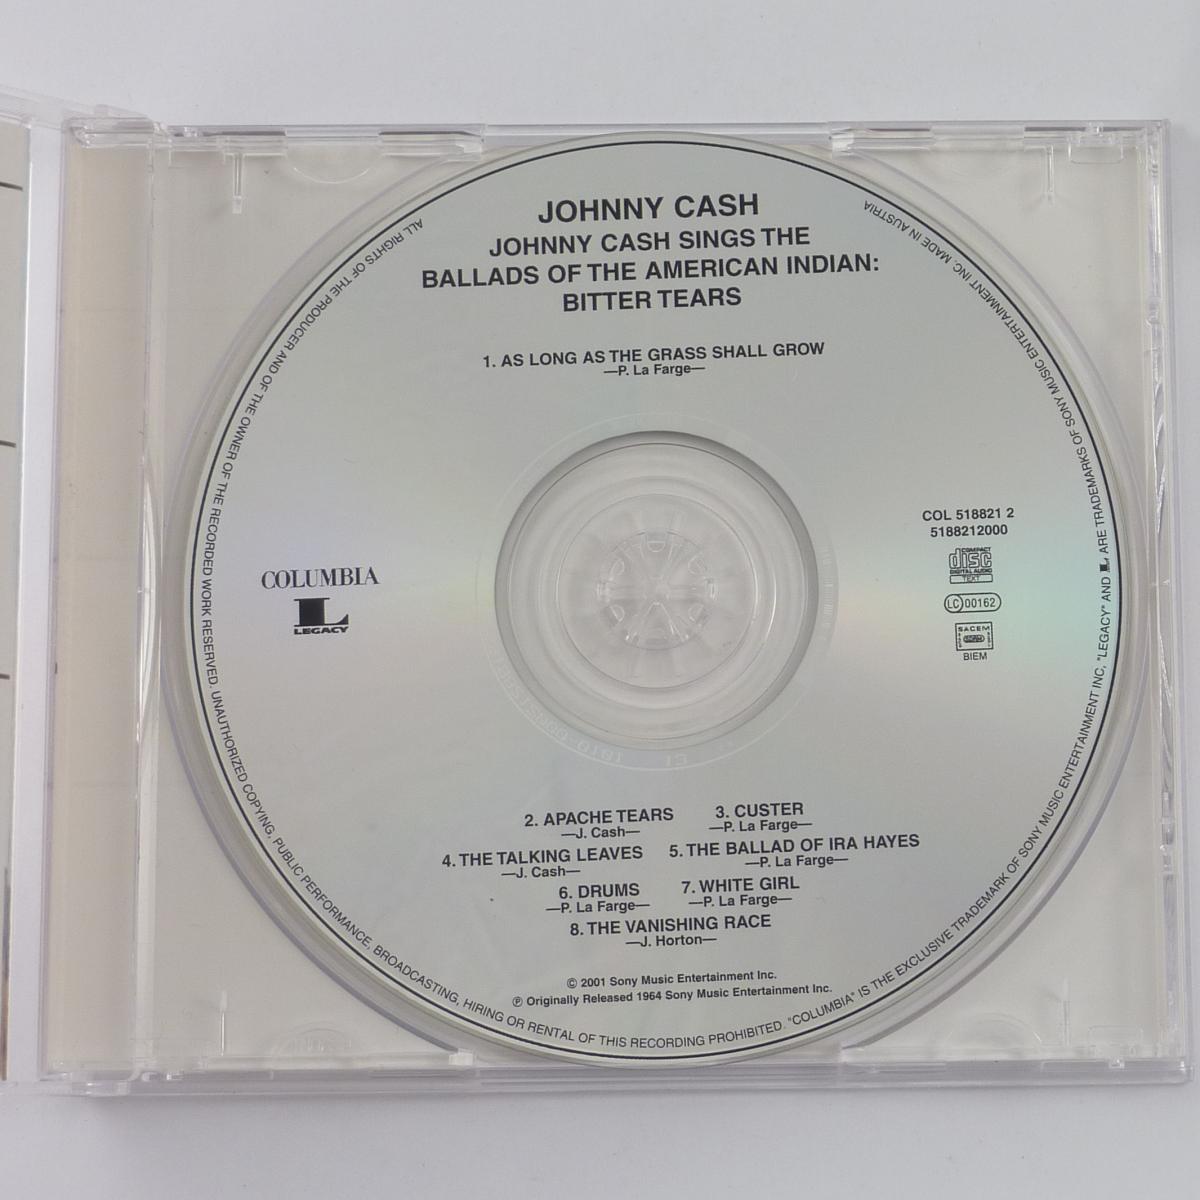 JOHNNY CASH
JOHNNY CASH SINGS THE
BALLADS OF THE AMERICAN INDIAN:
BITTER TEARS
1. AS LONG AS THE GRASS SHALL GROW
—P. La Farge—
COLUMBIA
L
LEGACY
COL 518821 2
5188212000
COMPACT
disc
DIGITAL AUDIO
TEXT
LC 00162
SACEM
BIEM
2. APACHE TEARS 3. CUSTER
—J. Cash— —P. La Farge—
4. THE TALKING LEAVES 5. THE BALLAD OF IRA HAYES
—J. Cash— —P. La Farge—
6. DRUMS 7. WHITE GIRL
—P. La Farge— —P. La Farge—
8. THE VANISHING RACE
—J. Horton—
© 2001 Sony Music Entertainment Inc.
℗ Originally Released 1964 Sony Music Entertainment Inc.
ALL RIGHTS OF THE PRODUCER AND OF THE OWNER OF THE RECORDED WORK RESERVED. UNAUTHORIZED COPYING, PUBLIC PERFORMANCE, BROADCASTING, HIRING OR RENTAL OF THIS RECORDING PROHIBITED. "COLUMBIA" IS THE EXCLUSIVE TRADEMARK OF SONY MUSIC ENTERTAINMENT INC, "LEGACY" AND L ARE TRADEMARKS OF SONY MUSIC ENTERTAINMENT INC. MADE IN AUSTRIA